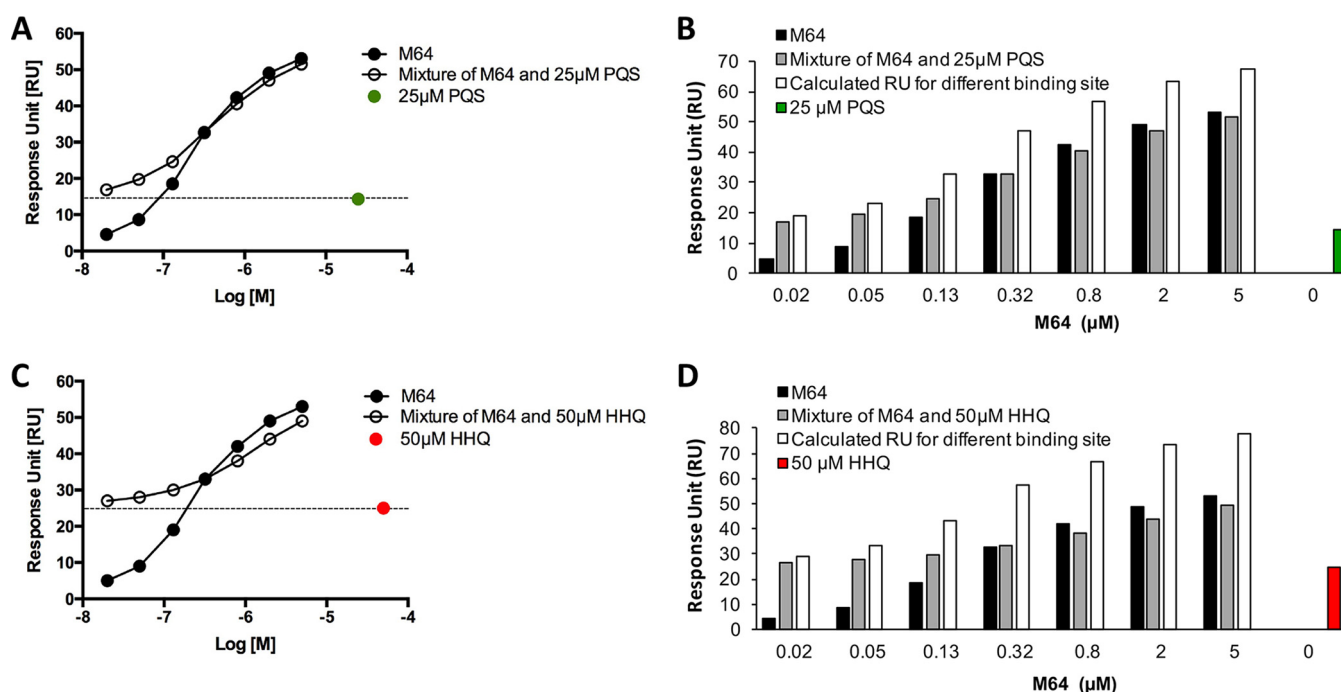 A
Response Unit [RU]
60
50
40
30
20
10
0
-8 -7 -6 -5 -4
Log [M]
M64
Mixture of M64 and 25μM PQS
25μM PQS
B
M64
Mixture of M64 and 25μM PQS
Calculated RU for different binding site
25 μM PQS
Response Unit (RU)
70
60
50
40
30
20
10
0
0.02 0.05 0.13 0.32 0.8 2 5 0
M64 (μM)
C
Response Unit [RU]
60
50
40
30
20
10
0
-8 -7 -6 -5 -4
Log [M]
M64
Mixture of M64 and 50μM HHQ
50μM HHQ
D
M64
Mixture of M64 and 50μM HHQ
Calculated RU for different binding site
50 μM HHQ
Response Unit (RU)
80
70
60
50
40
30
20
10
0
0.02 0.05 0.13 0.32 0.8 2 5 0
M64 (μM)